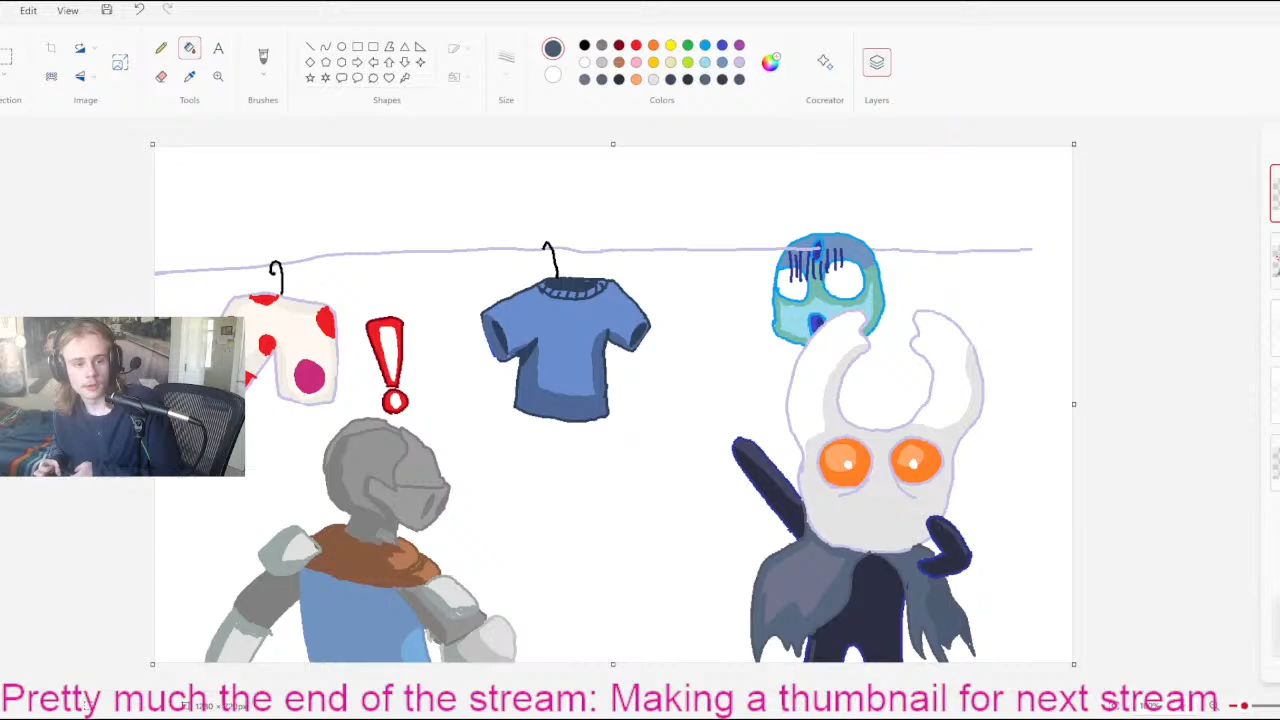 Edit View
A
Image Tools Brushes Shapes Size Colors Cocreator Layers
Pretty much the end of the stream: Making a thumbnail for next stream